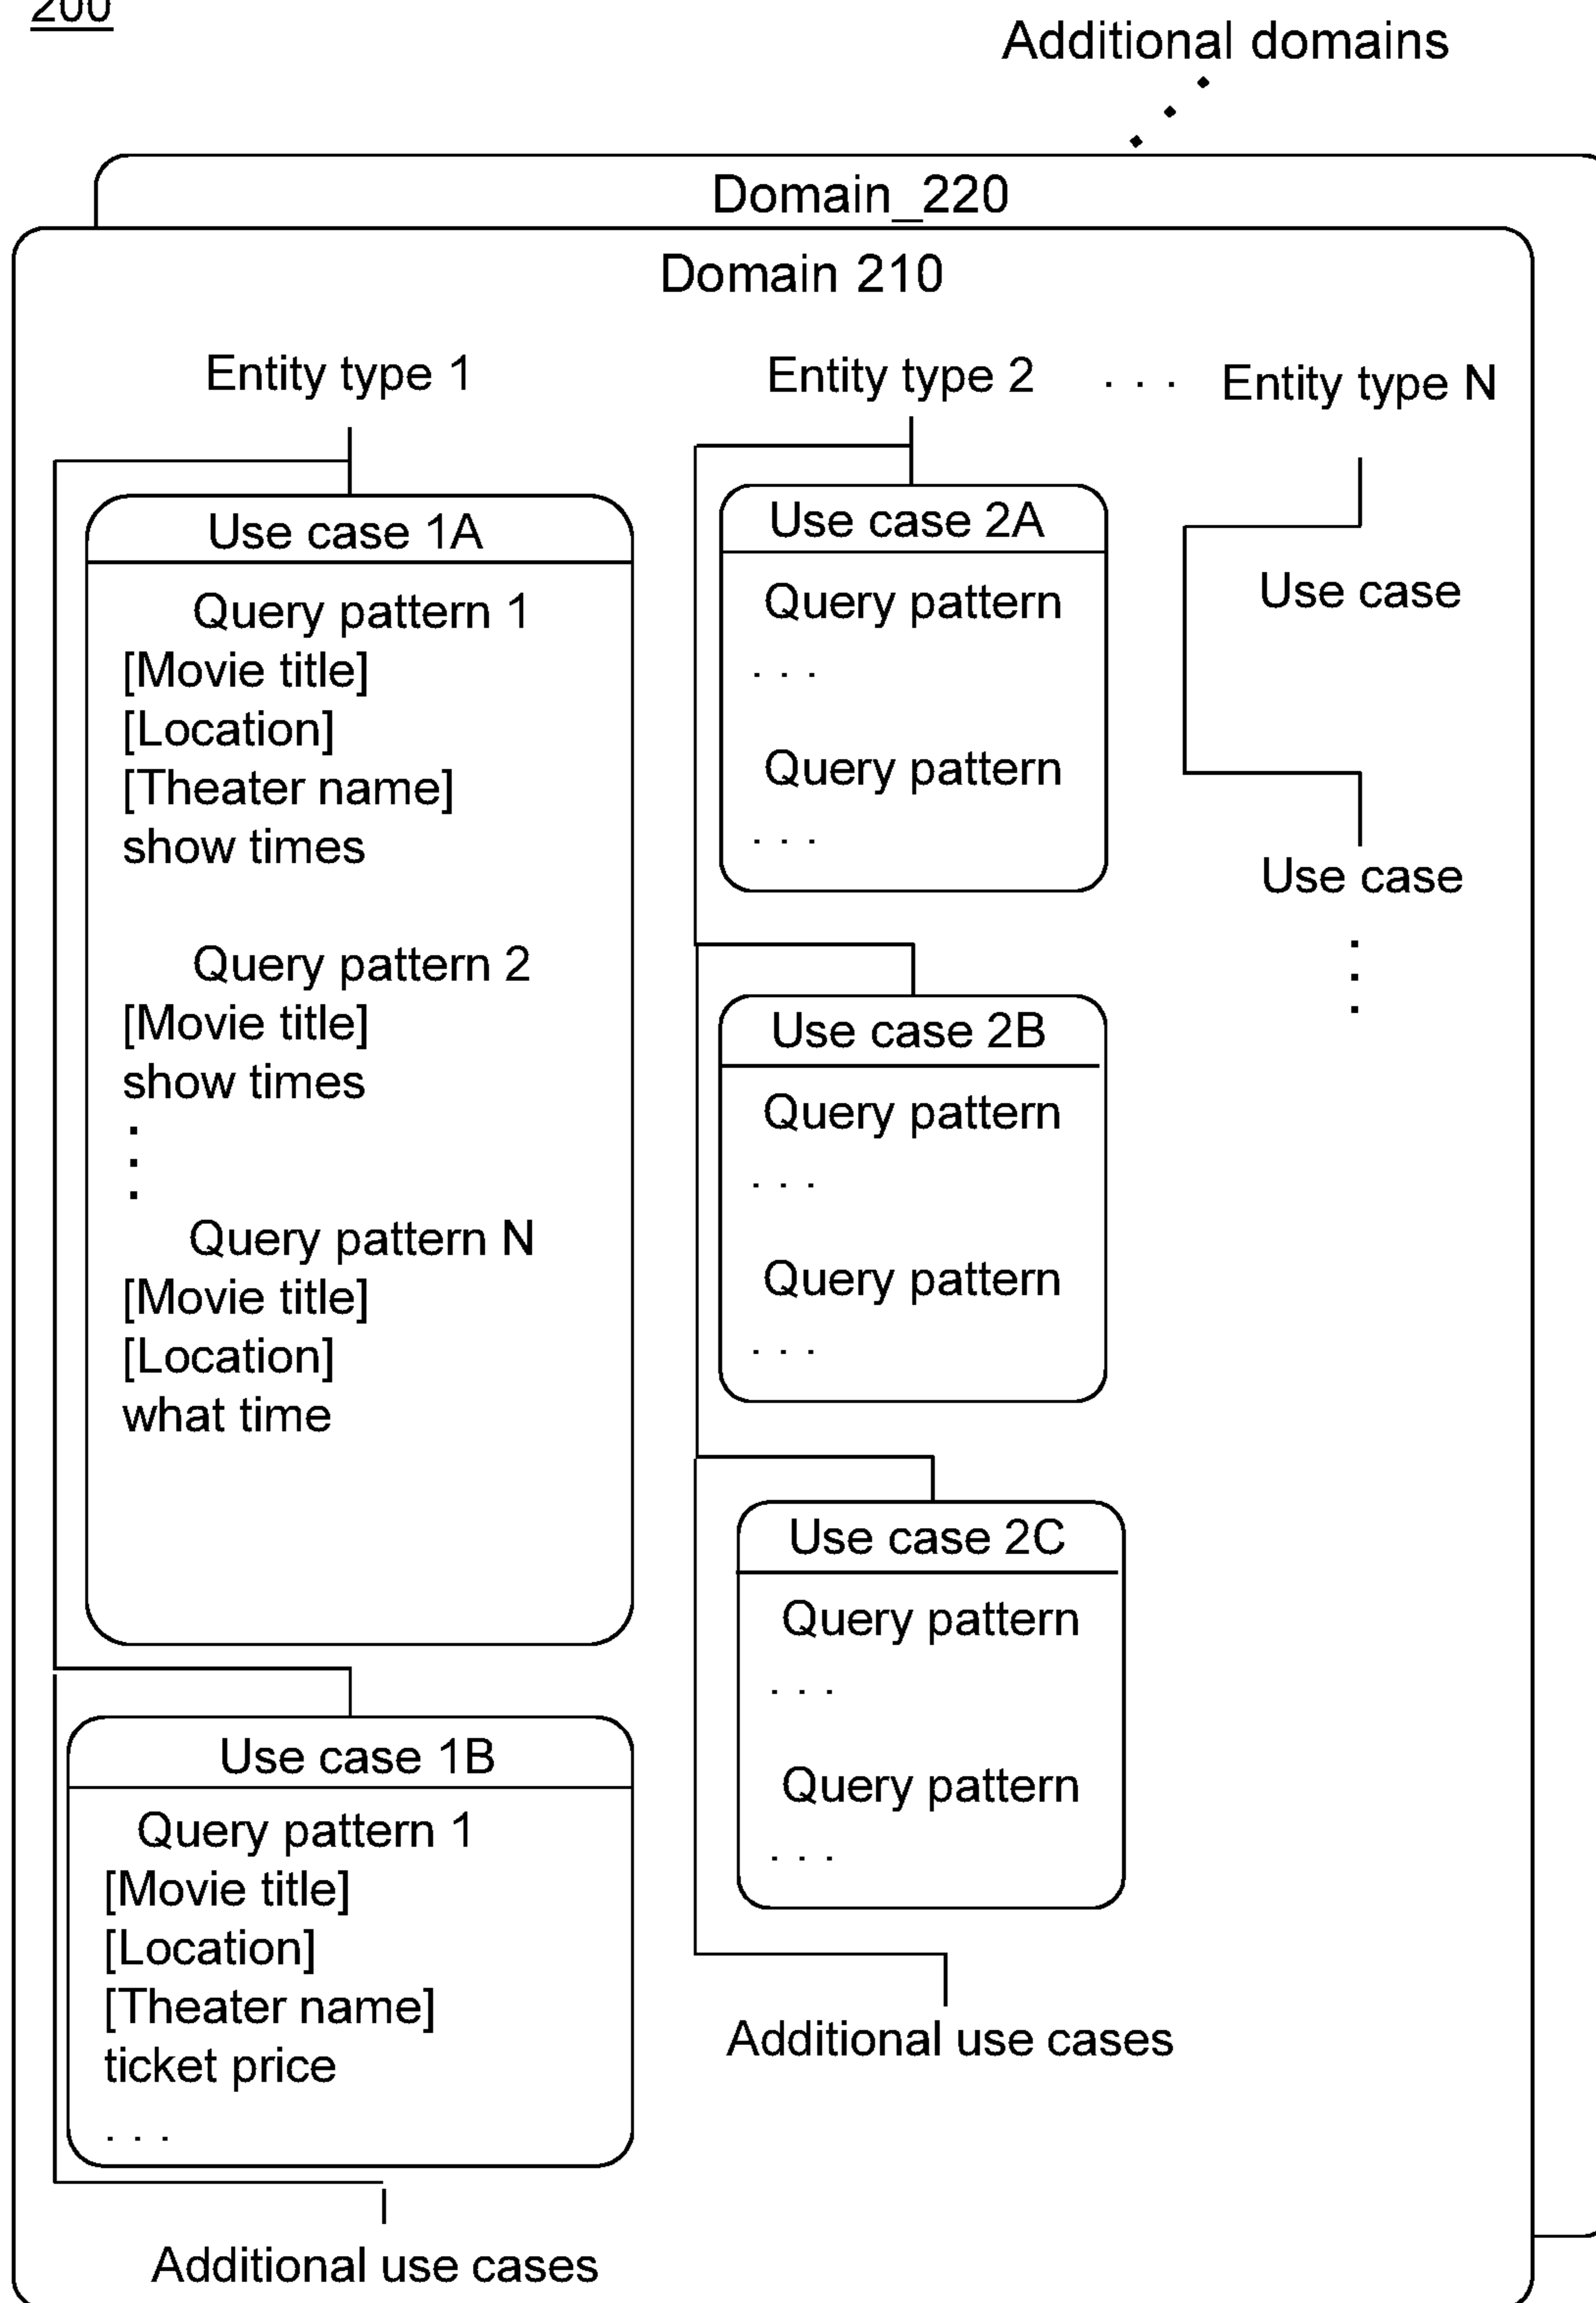 200
Additional domains
Domain_220
Domain 210
Entity type 1
Use case 1A
Query pattern 1
[Movie title]
[Location]
[Theater name]
show times
Query pattern 2
[Movie title]
show times
Query pattern N
[Movie title]
[Location]
what time
Use case 1B
Query pattern 1
[Movie title]
[Location]
[Theater name]
ticket price
. . .
Additional use cases
Entity type 2
Use case 2A
Query pattern
. . .
Query pattern
. . .
Use case 2B
Query pattern
. . .
Query pattern
. . .
Use case 2C
Query pattern
. . .
Query pattern
. . .
Additional use cases
. . . Entity type N
Use case
Use case